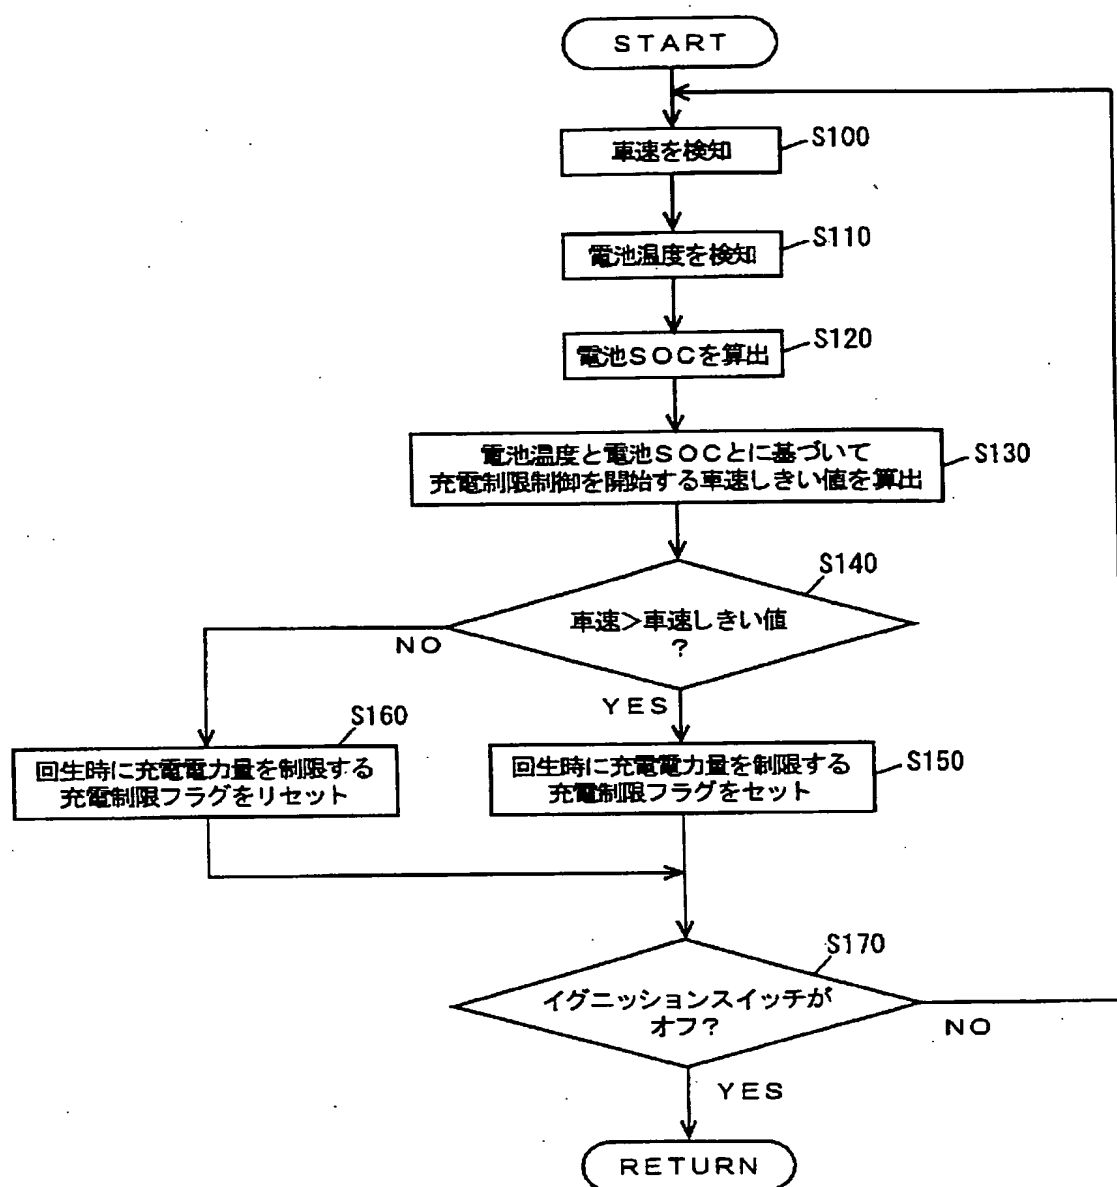 START
車速を検知
S100
電池温度を検知
S110
電池SOCを算出
S120
電池温度と電池SOCとに基づいて
充電制限制御を開始する車速しきい値を算出
S130
S140
車速>車速しきい値
?
NO
YES
S160
回生時に充電電力量を制限する
充電制限フラグをリセット
回生時に充電電力量を制限する
充電制限フラグをセット
S150
S170
イグニッションスイッチが
オフ?
NO
YES
RETURN